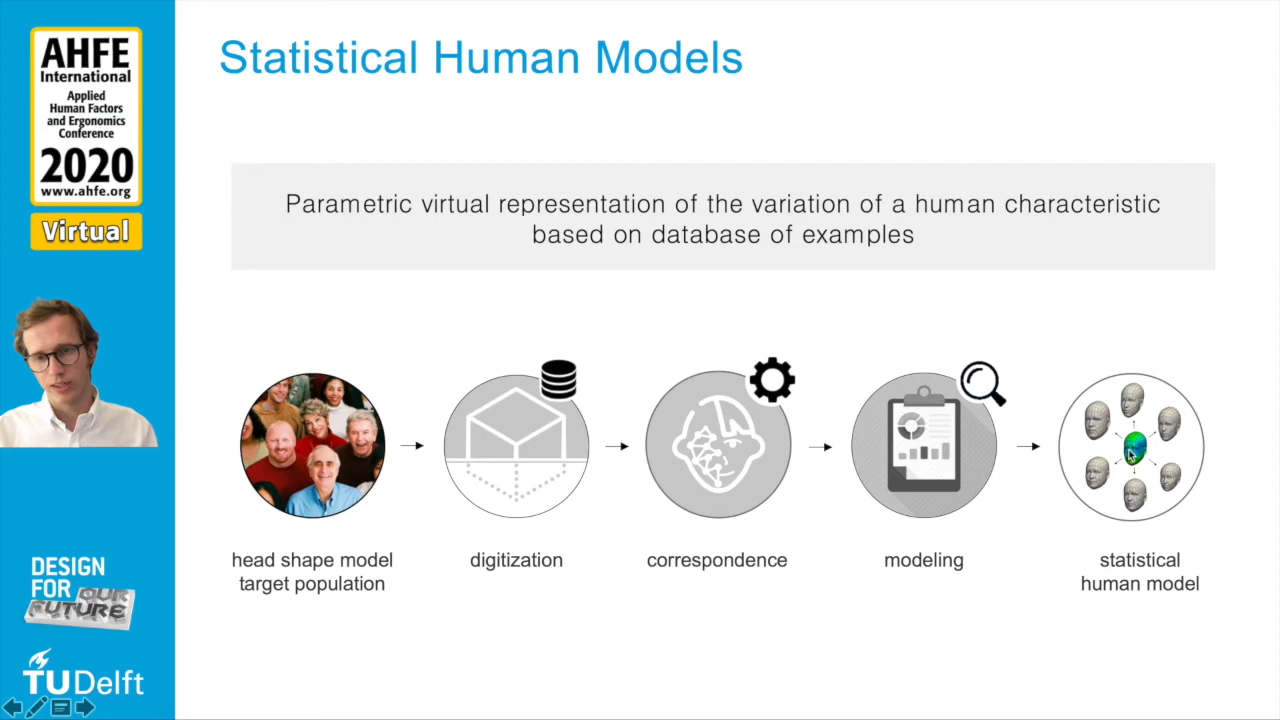 AHFE
International
Applied
Human Factors
and Ergonomics
Conference
2020
www.ahfe.org
Virtual
Statistical Human Models
Parametric virtual representation of the variation of a human characteristic
based on database of examples
head shape model
target population
digitization
correspondence
modeling
statistical
human model
DESIGN
FOR
OUR
FUTURE
TUDelft